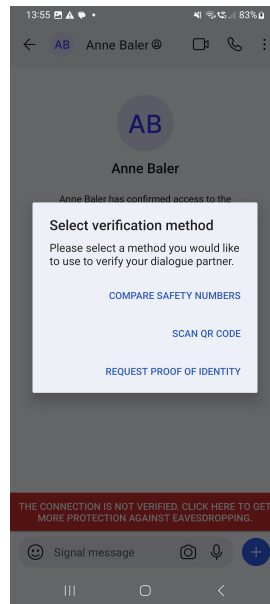 13:55 83%
AB Anne Baler
AB
Anne Baler
Anne Baler has confirmed access to the
Select verification method
Please select a method you would like
to use to verify your dialogue partner.
COMPARE SAFETY NUMBERS
SCAN QR CODE
REQUEST PROOF OF IDENTITY
THE CONNECTION IS NOT VERIFIED. CLICK HERE TO GET
MORE PROTECTION AGAINST EAVESDROPPING.
Signal message